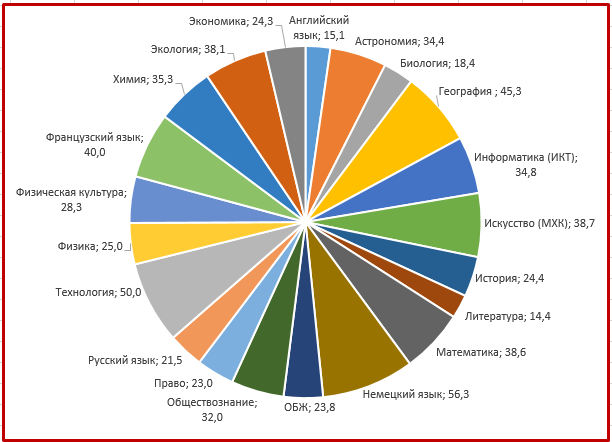 Английский
язык; 15,1
Астрономия; 34,4
Биология; 18,4
География ; 45,3
Информатика (ИКТ);
34,8
Искусство (МХК); 38,7
История; 24,4
Литература; 14,4
Математика; 38,6
Немецкий язык; 56,3
ОБЖ; 23,8
Обществознание;
32,0
Право; 23,0
Русский язык; 21,5
Технология; 50,0
Физика; 25,0
Физическая культура;
28,3
Французский язык;
40,0
Химия; 35,3
Экология; 38,1
Экономика; 24,3